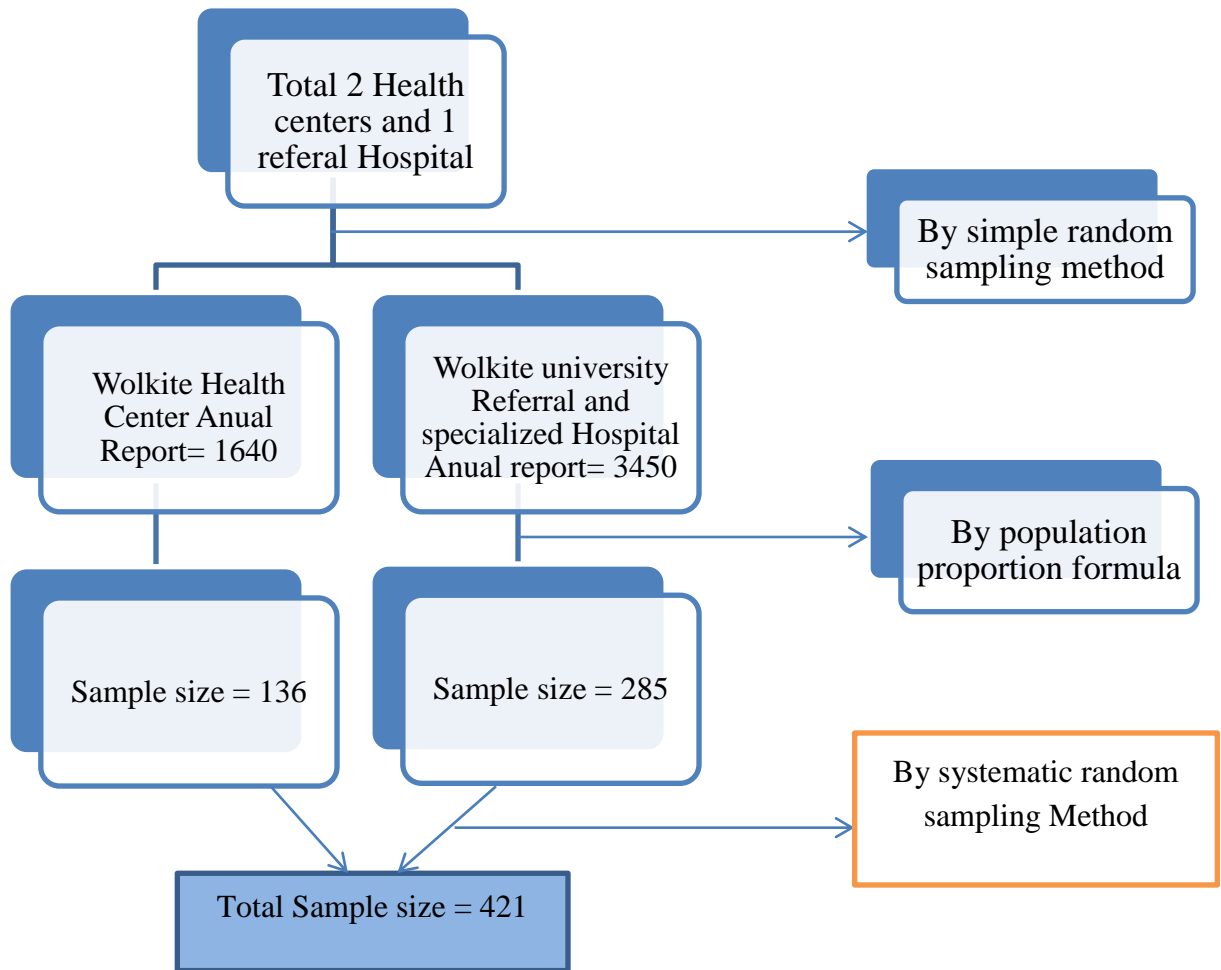 Total 2 Health
centers and 1
referal Hospital
By simple random
sampling method
Wolkite Health
Center Anual
Report= 1640
Wolkite university
Referral and
specialized Hospital
Anual report= 3450
By population
proportion formula
Sample size = 136
Sample size = 285
By systematic random
sampling Method
Total Sample size = 421